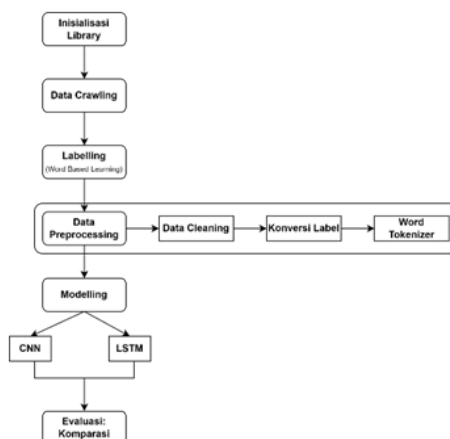 Inisialisasi
Library
Data Crawling
Labelling
(Word Based Learning)
Data
Preprocessing
Data Cleaning
Konversi Label
Word
Tokenizer
Modelling
CNN
LSTM
Evaluasi:
Komparasi